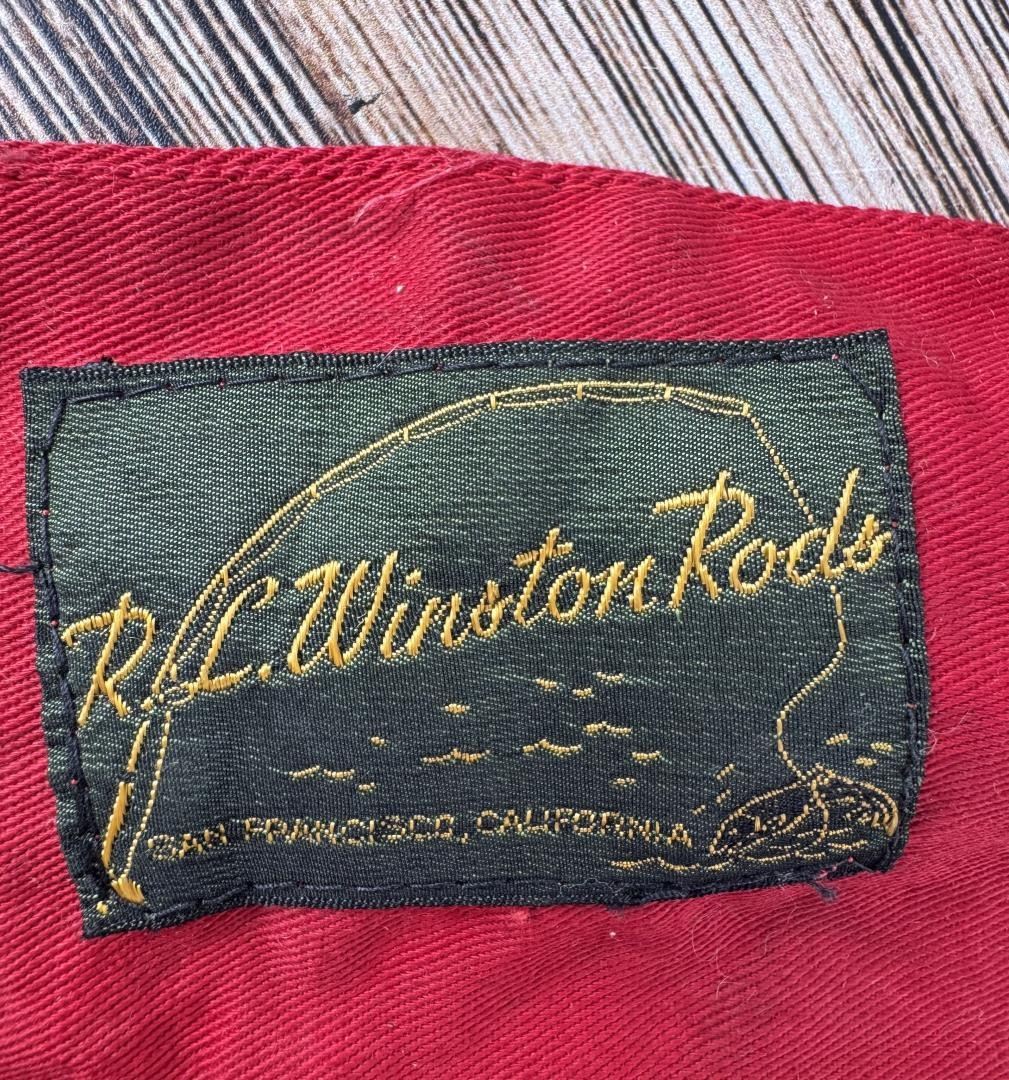 R. L. Winston Rods
SAN FRANCISCO, CALIFORNIA